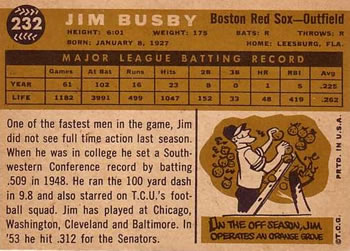 232
JIM BUSBY
Boston Red Sox—Outfield
HEIGHT: 6:01 WEIGHT: 175 BATS: R THROWS: R
BORN: JANUARY 8, 1927 HOME: LEESBURG, FLA.
MAJOR LEAGUE BATTING RECORD
Games At Bat Runs Hits 2B 3B HR RBI Avg.
YEAR 61 102 16 23 8 0 1 5 .225
LIFE 1182 3991 499 1047 152 33 48 419 .262
One of the fastest men in the game, Jim
did not see full time action last season.
When he was in college he set a South-
western Conference record by batting
.509 in 1948. He ran the 100 yard dash
in 9.8 and also starred on T.C.U.'s foot-
ball squad. Jim has played at Chicago,
Washington, Cleveland and Baltimore. In
'53 he hit .312 for the Senators.
IN THE OFF SEASON, JIM
OPERATES AN ORANGE GROVE
©T.C.G. PRTD. IN U.S.A.